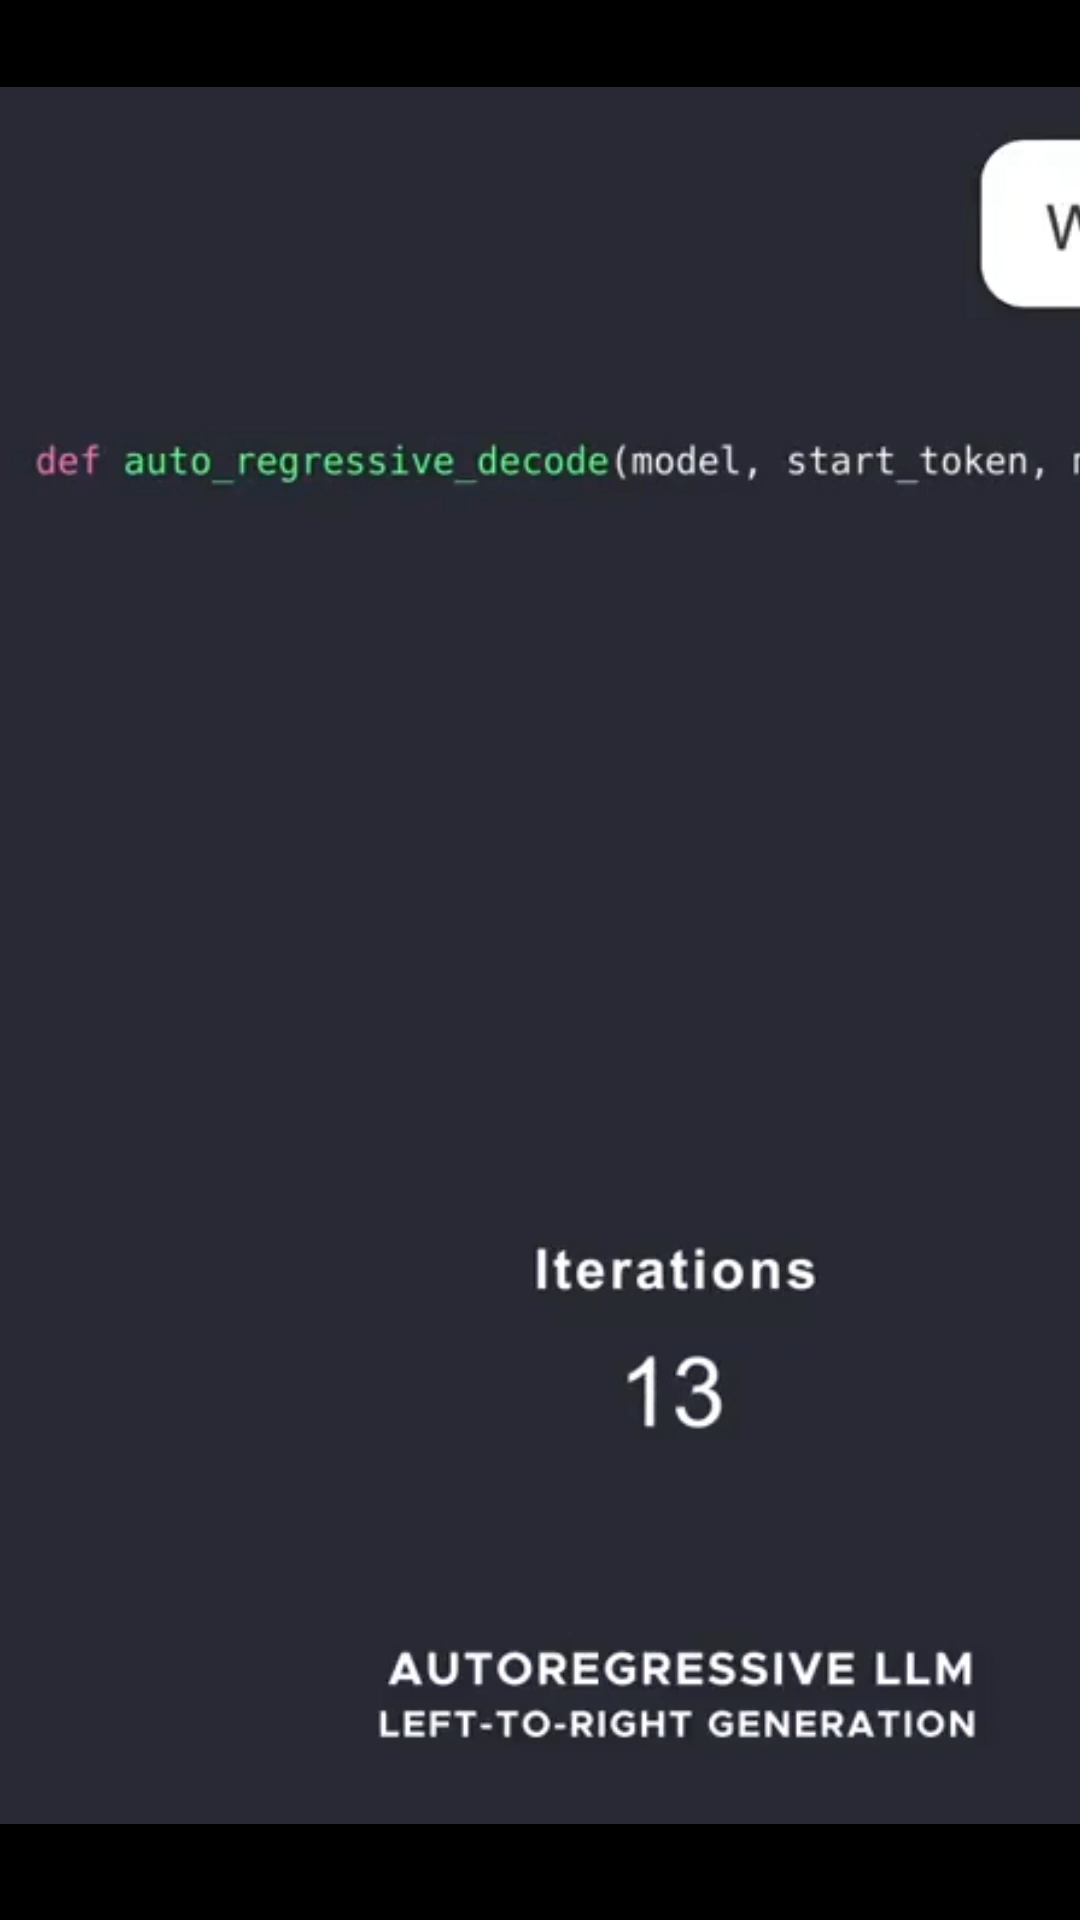 W
def auto_regressive_decode(model, start_token,
Iterations
13
AUTOREGRESSIVE LLM
LEFT-TO-RIGHT GENERATION